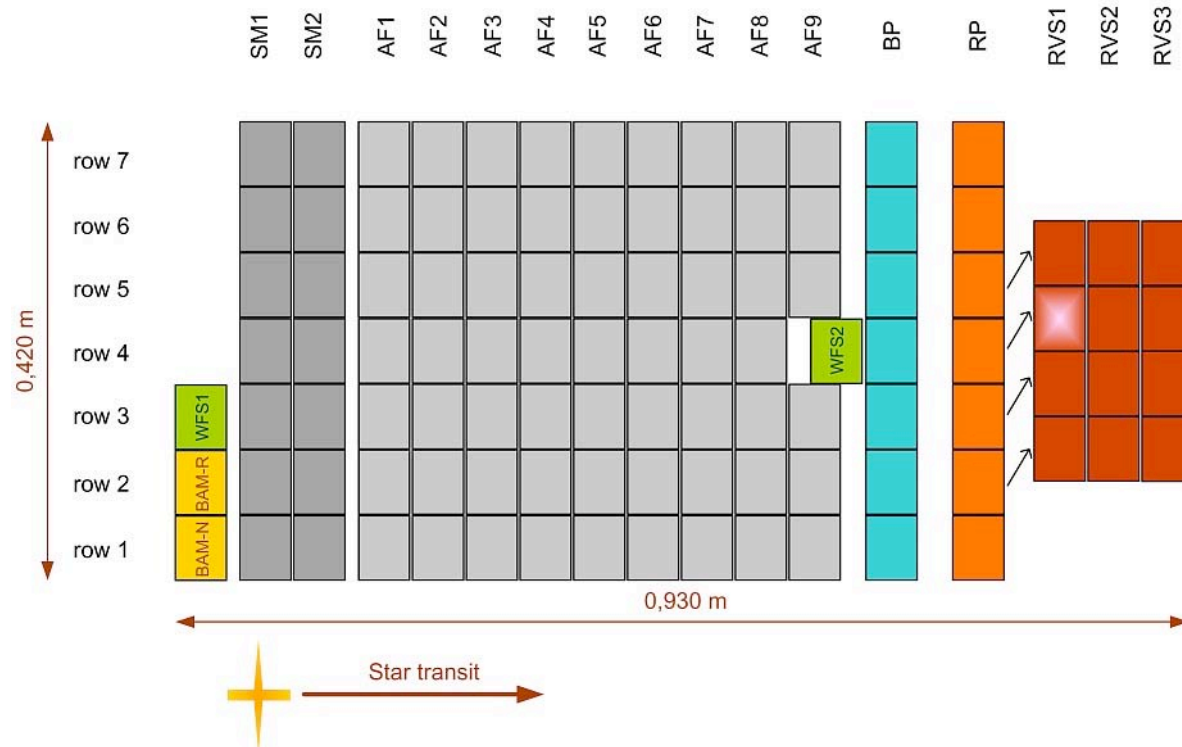 SM1 SM2 AF1 AF2 AF3 AF4 AF5 AF6 AF7 AF8 AF9 BP RP RVS1 RVS2 RVS3
row 7
row 6
row 5
row 4
row 3
row 2
row 1
0,420 m
WFS1
BAM-R
BAM-N
WFS2
0,930 m
Star transit